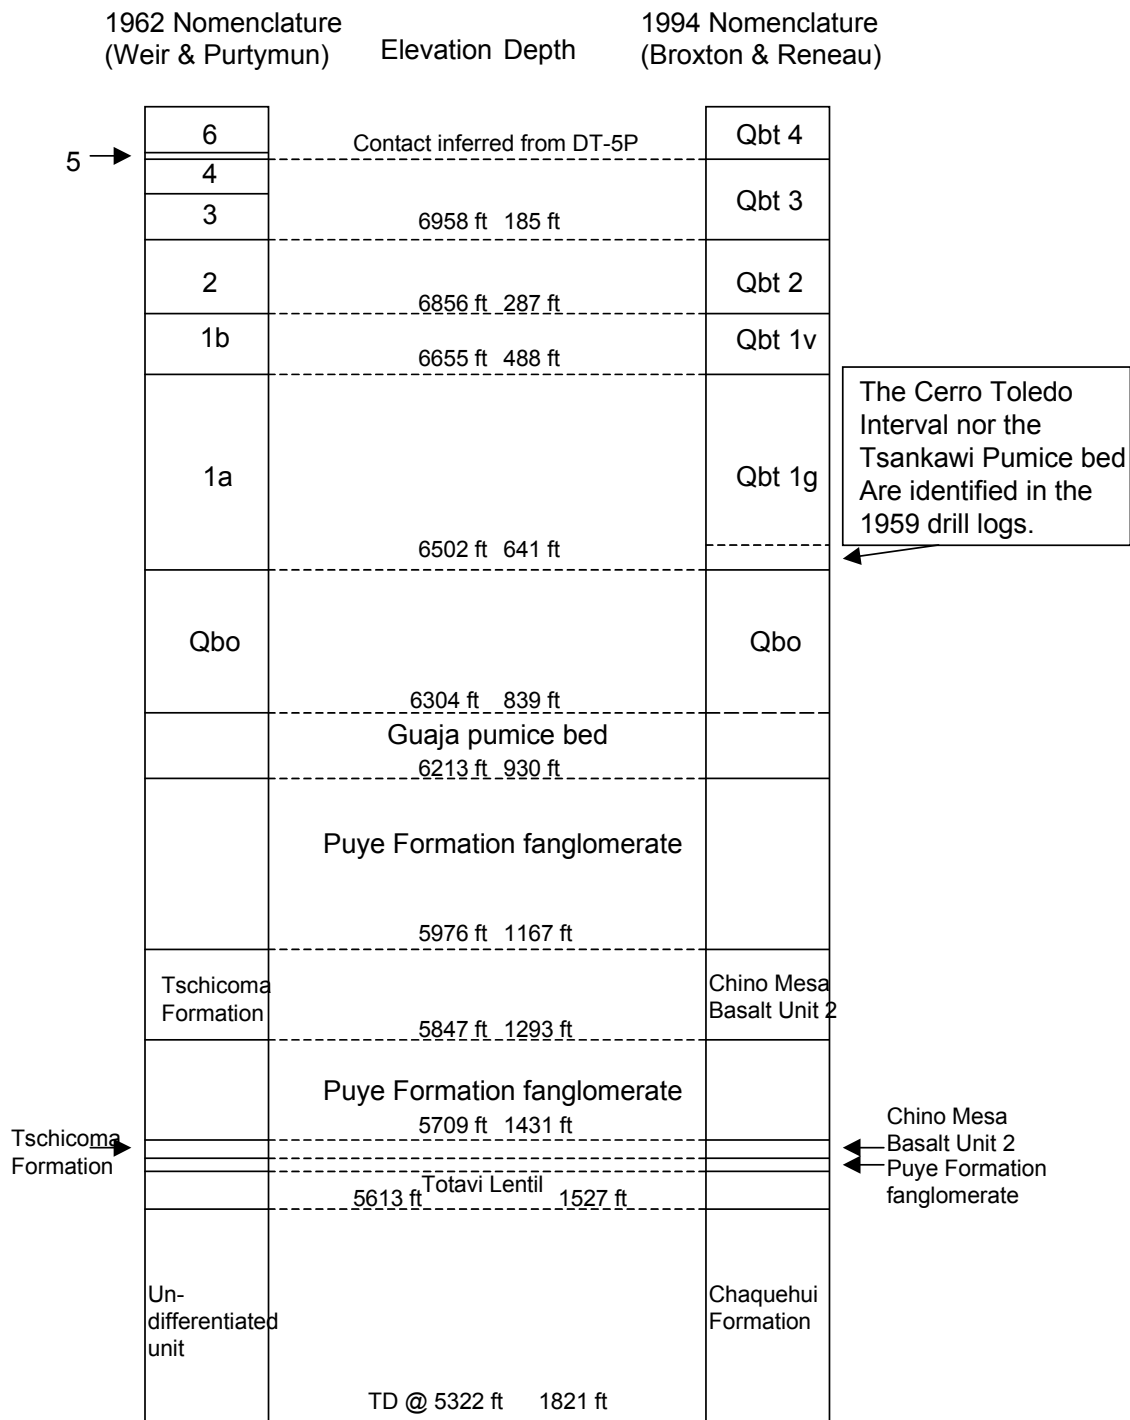 1962 Nomenclature
(Weir & Purtymun)
Elevation Depth
1994 Nomenclature
(Broxton & Reneau)
6
Contact inferred from DT-5P
Qbt 4
5
4
3
6958 ft 185 ft
Qbt 3
2
6856 ft 287 ft
Qbt 2
1b
6655 ft 488 ft
Qbt 1v
The Cerro Toledo
Interval nor the
Tsankawi Pumice bed
Are identified in the
1959 drill logs.
1a
6502 ft 641 ft
Qbt 1g
Qbo
6304 ft 839 ft
Qbo
Guaja pumice bed
6213 ft 930 ft
Puye Formation fanglomerate
5976 ft 1167 ft
Tschicoma
Formation
5847 ft 1293 ft
Chino Mesa
Basalt Unit 2
Puye Formation fanglomerate
5709 ft 1431 ft
Tschicoma
Formation
Chino Mesa
Basalt Unit 2
Puye Formation
fanglomerate
Totavi Lentil
5613 ft 1527 ft
Un-
differentiated
unit
Chaquehui
Formation
TD @ 5322 ft 1821 ft